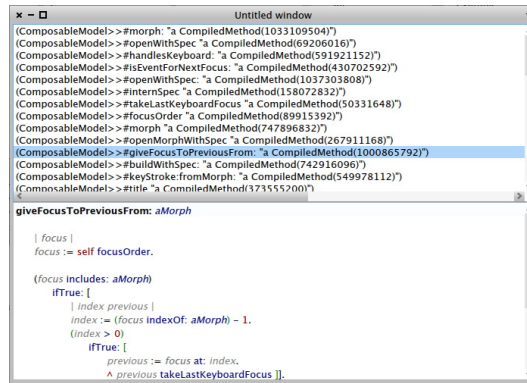 Untitled window
(ComposableModel>>#morph: "a CompiledMethod(1033109504)")
(ComposableModel>>#openWithSpec "a CompiledMethod(69206016)")
(ComposableModel>>#handlesKeyboard: "a CompiledMethod(591921152)")
(ComposableModel>>#isEventForNextFocus: "a CompiledMethod(430702592)")
(ComposableModel>>#openWithSpec: "a CompiledMethod(1037303808)")
(ComposableModel>>#internSpec "a CompiledMethod(158072832)")
(ComposableModel>>#takeLastKeyboardFocus "a CompiledMethod(50331648)")
(ComposableModel>>#focusOrder "a CompiledMethod(89915392)")
(ComposableModel>>#morph "a CompiledMethod(747896832)")
(ComposableModel>>#openMorphWithSpec "a CompiledMethod(267911168)")
(ComposableModel>>#giveFocusToPreviousFrom: "a CompiledMethod(1000865792)")
(ComposableModel>>#buildWithSpec: "a CompiledMethod(742916096)")
(ComposableModel>>#keyStroke:fromMorph: "a CompiledMethod(549978112)")
(ComposableModel>>#title "a CompiledMethod(373555200)")
giveFocusToPreviousFrom: aMorph
| focus |
focus := self focusOrder.
(focus includes: aMorph)
ifTrue: [
| index previous |
index := (focus indexOf: aMorph) - 1.
(index > 0)
ifTrue: [
previous := focus at: index.
^ previous takeLastKeyboardFocus ]].